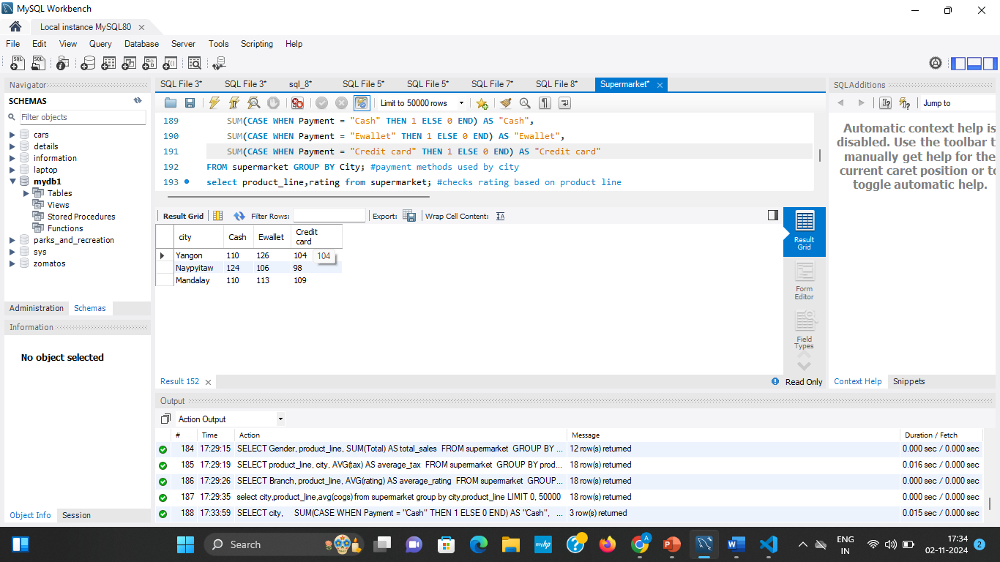 MySQL Workbench
Local instance MySQL80
File Edit View Query Database Server Tools Scripting Help
Navigator
SCHEMAS
Filter objects
cars
details
information
laptop
mydb1
Tables
Views
Stored Procedures
Functions
parks_and_recreation
sys
zomatos
Administration Schemas
Information
No object selected
Object Info Session
SQL File 3* SQL File 3* sql_8* SQL File 5* SQL File 5* SQL File 7* SQL File 8* Supermarket*
Limit to 50000 rows
189 SUM(CASE WHEN Payment = "Cash" THEN 1 ELSE 0 END) AS "Cash",
190 SUM(CASE WHEN Payment = "Ewallet" THEN 1 ELSE 0 END) AS "Ewallet",
191 SUM(CASE WHEN Payment = "Credit card" THEN 1 ELSE 0 END) AS "Credit card"
192 FROM supermarket GROUP BY City; #payment methods used by city
193 select product_line,rating from supermarket; #checks rating based on product line
Result Grid Filter Rows: Export: Wrap Cell Content:
city Cash Ewallet Credit card
Yangon 110 126 104 104
Naypyitaw 124 106 98
Mandalay 110 113 109
Result Grid
Form Editor
Field Types
Result 152 Read Only
SQLAdditions
Jump to
Automatic context help is
disabled. Use the toolbar t
manually get help for the
current caret position or to
toggle automatic help.
Context Help Snippets
Output
Action Output
# Time Action Message Duration / Fetch
184 17:29:15 SELECT Gender, product_line, SUM(Total) AS total_sales FROM supermarket GROUP BY ... 12 row(s) returned 0.000 sec / 0.000 sec
185 17:29:19 SELECT product_line, city, AVG(tax) AS average_tax FROM supermarket GROUP BY prod... 18 row(s) returned 0.016 sec / 0.000 sec
186 17:29:26 SELECT Branch, product_line, AVG(rating) AS average_rating FROM supermarket GROUP... 18 row(s) returned 0.000 sec / 0.000 sec
187 17:29:35 select city,product_line,avg(cogs) from supermarket group by city,product_line LIMIT 0, 50000 18 row(s) returned 0.000 sec / 0.000 sec
188 17:33:59 SELECT city, SUM(CASE WHEN Payment = "Cash" THEN 1 ELSE 0 END) AS "Cash", ... 3 row(s) returned 0.015 sec / 0.000 sec
Search
ENG
IN
17:34
02-11-2024
2